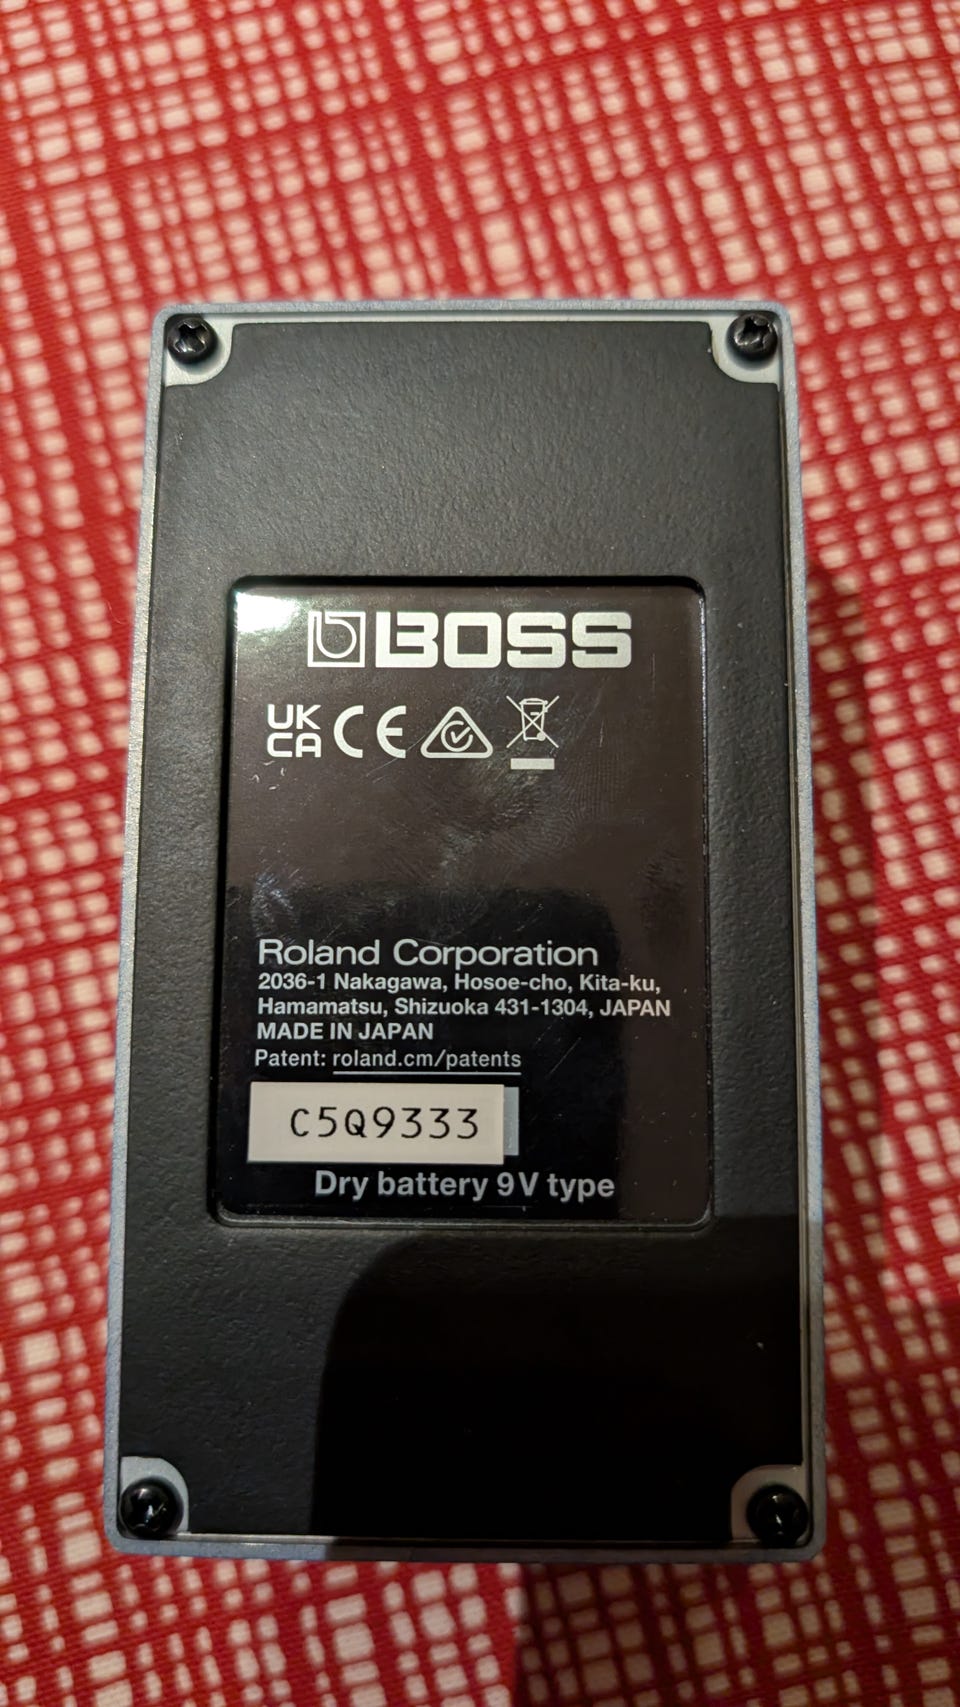 BOSS
UK
CA CE
Roland Corporation
2036-1 Nakagawa, Hosoe-cho, Kita-ku,
Hamamatsu, Shizuoka 431-1304, JAPAN
MADE IN JAPAN
Patent: roland.cm/patents
C5Q9333
Dry battery 9V type